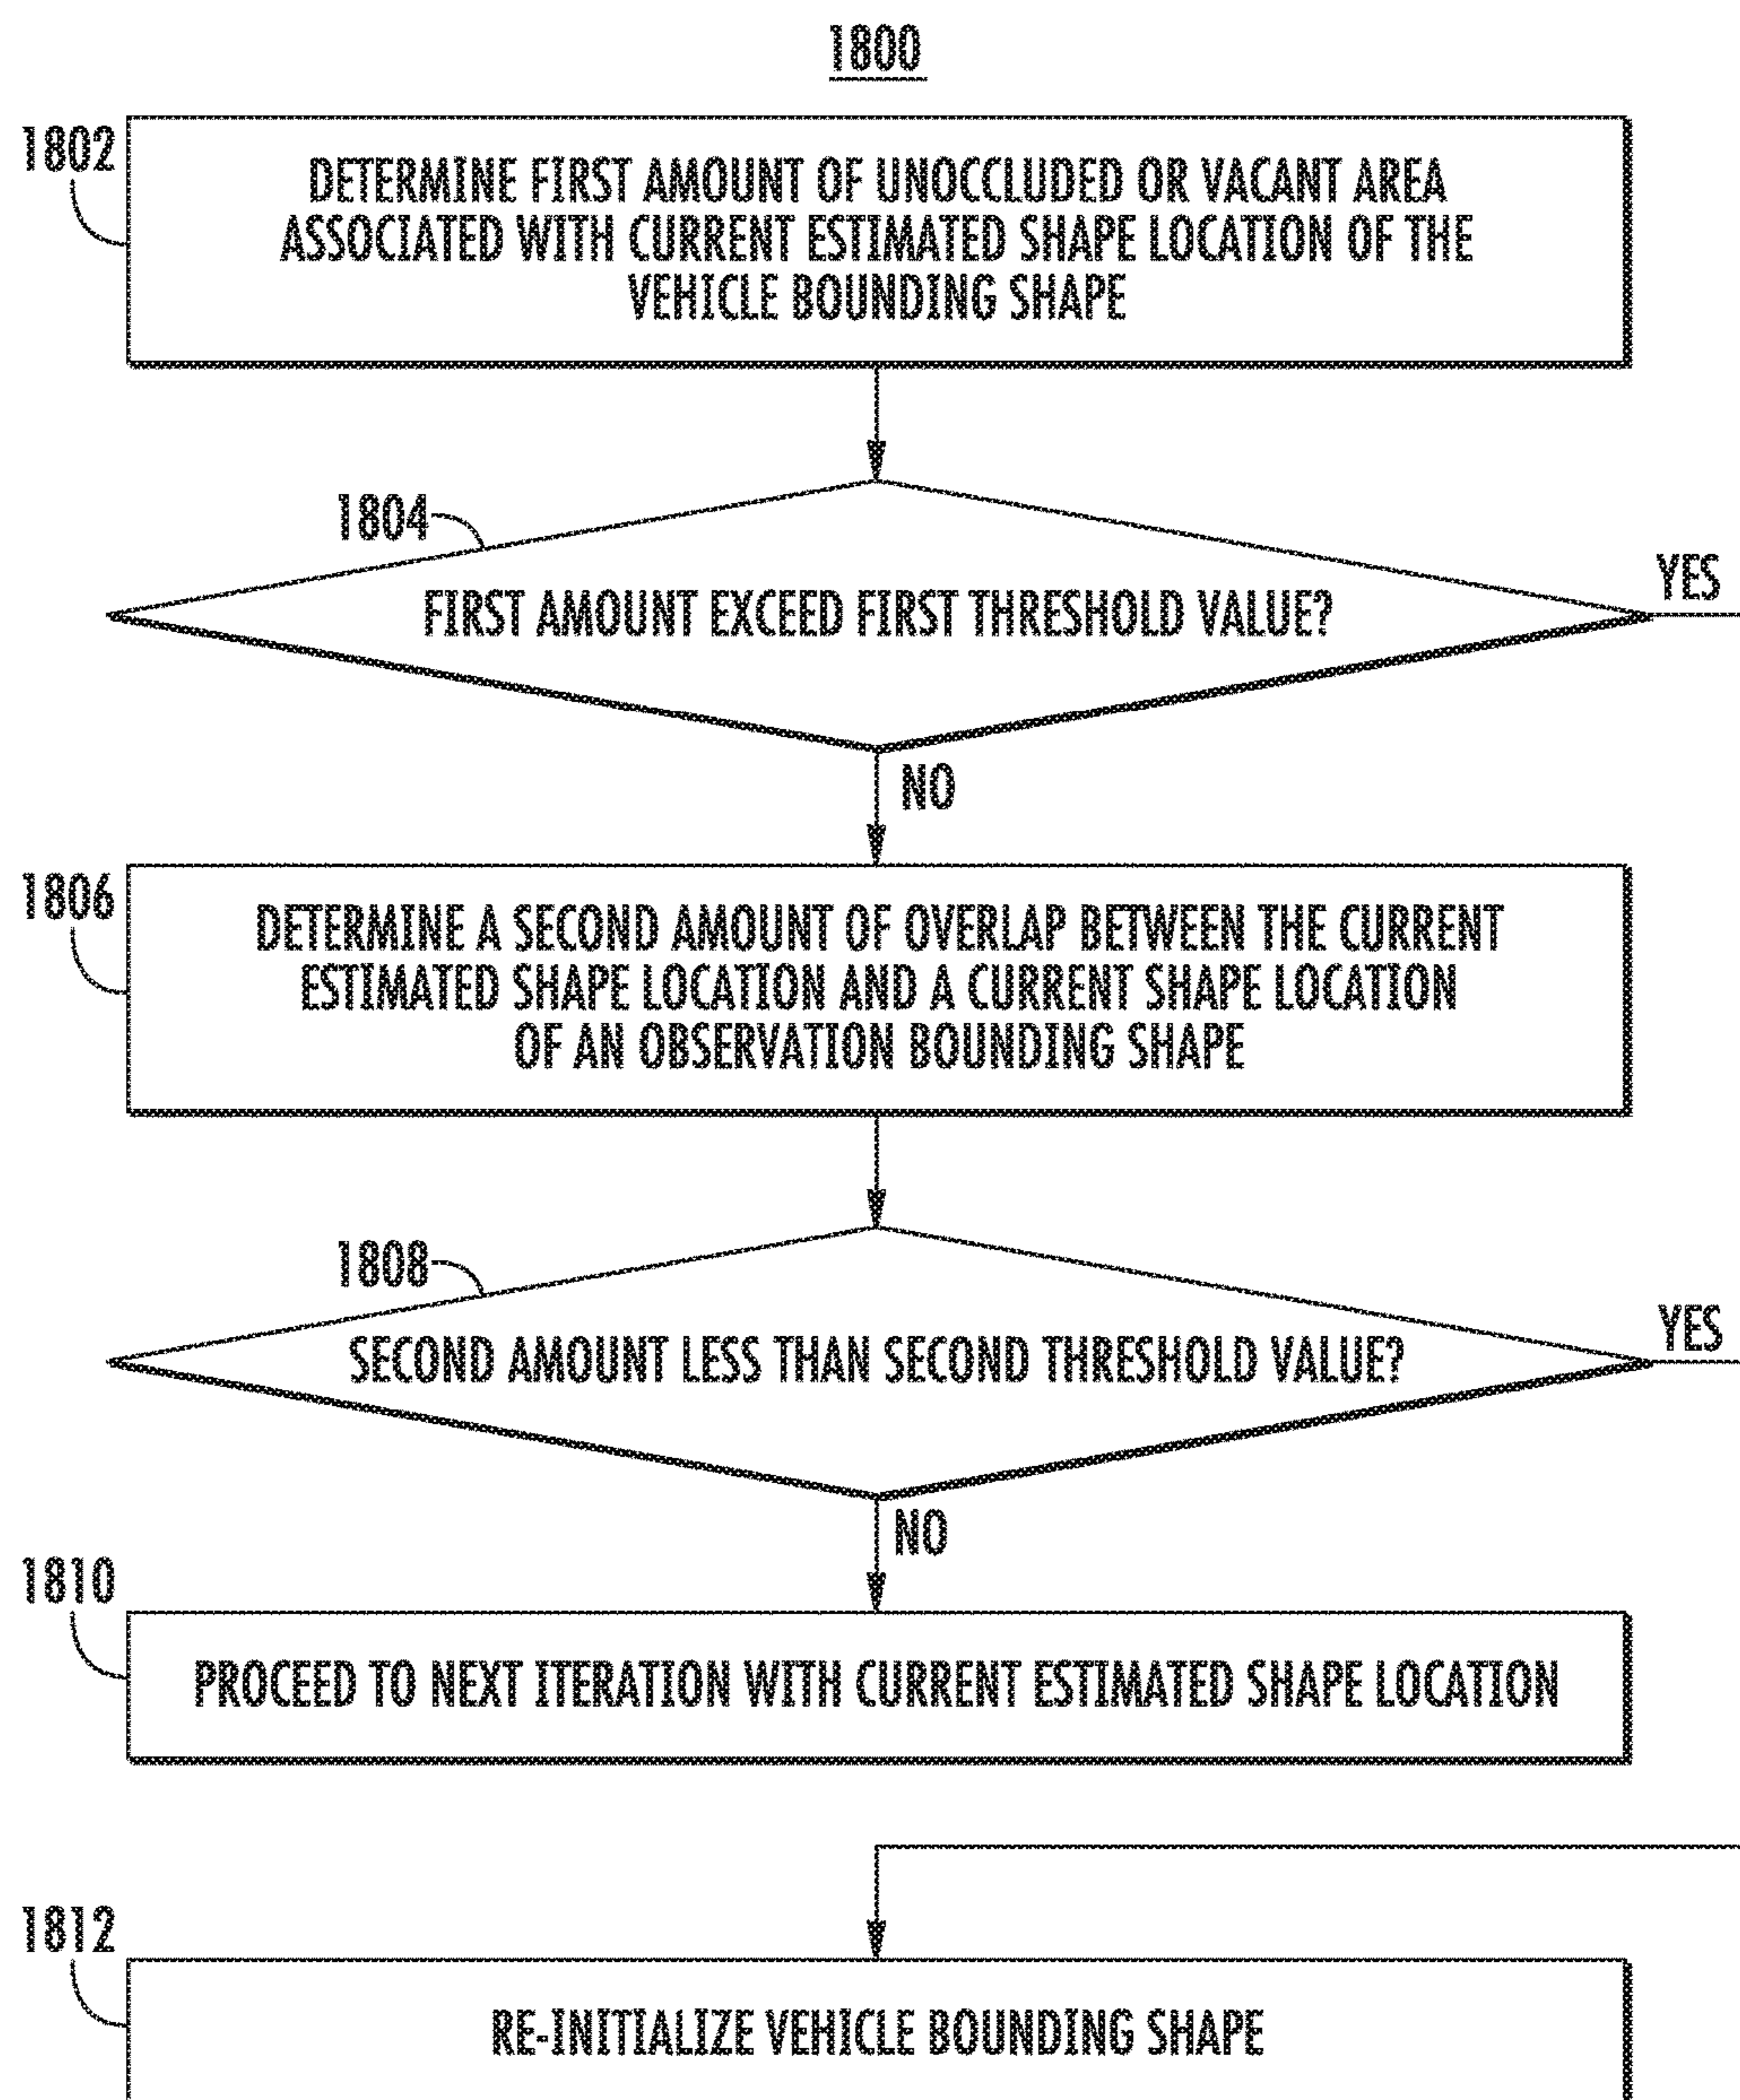 1800
1802
DETERMINE FIRST AMOUNT OF UNOCCLUDED OR VACANT AREA
ASSOCIATED WITH CURRENT ESTIMATED SHAPE LOCATION OF THE
VEHICLE BOUNDING SHAPE
1804
FIRST AMOUNT EXCEED FIRST THRESHOLD VALUE?
YES
NO
1806
DETERMINE A SECOND AMOUNT OF OVERLAP BETWEEN THE CURRENT
ESTIMATED SHAPE LOCATION AND A CURRENT SHAPE LOCATION
OF AN OBSERVATION BOUNDING SHAPE
1808
SECOND AMOUNT LESS THAN SECOND THRESHOLD VALUE?
YES
NO
1810
PROCEED TO NEXT ITERATION WITH CURRENT ESTIMATED SHAPE LOCATION
1812
RE-INITIALIZE VEHICLE BOUNDING SHAPE